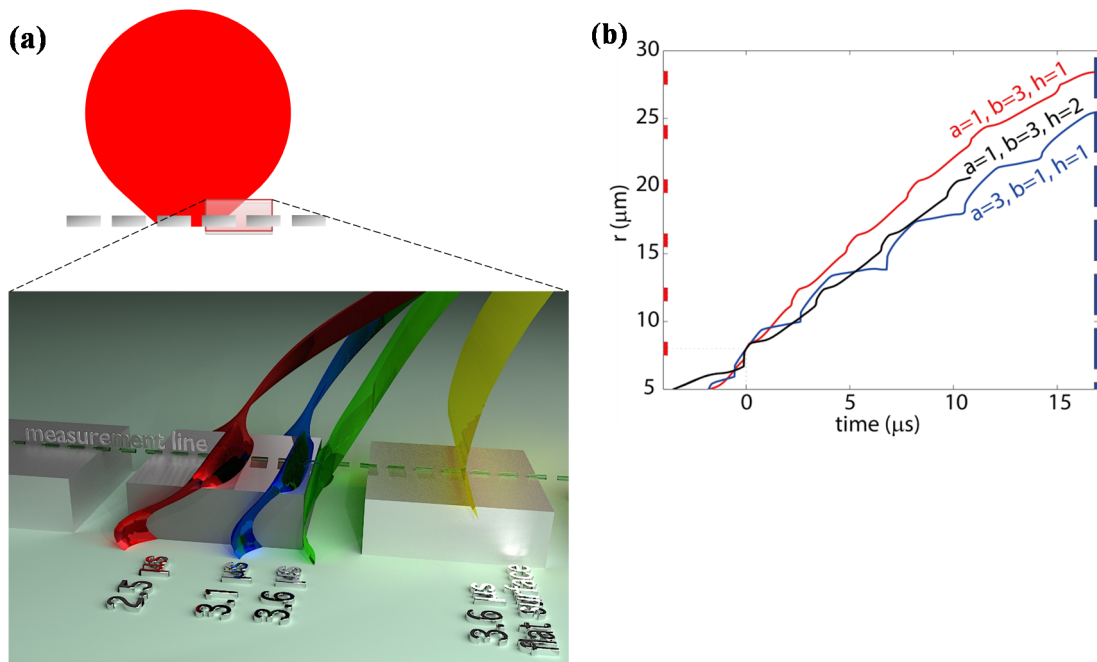 (a)
measurement line
2.5 μs
3.1 μs
3.6 μs
3.6 μs
flat surface
(b)
30
25
20
15
10
5
r (μm)
0
5
10
15
time (μs)
a=1, b=3, h=1
a=1, b=3, h=2
a=3, b=1, h=1